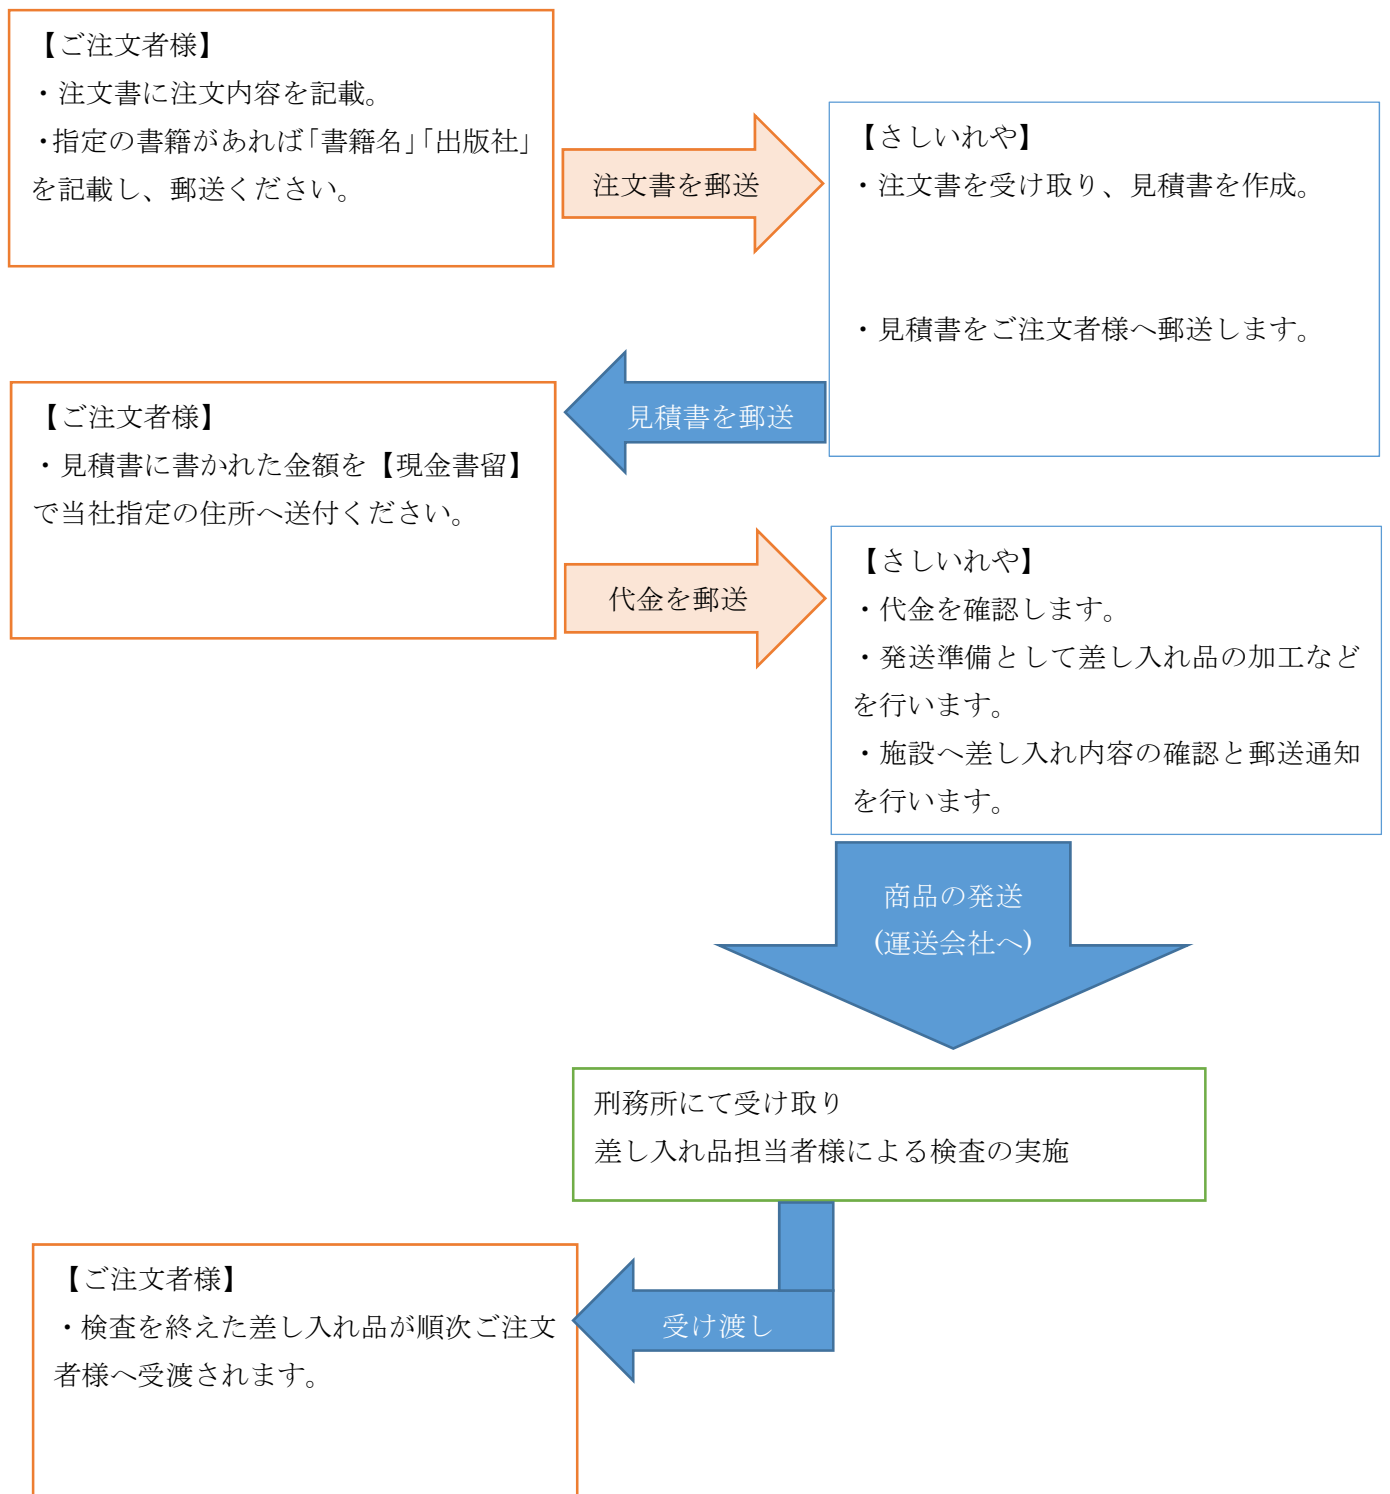 【ご注文者様】
・注文書に注文内容を記載。
・指定の書籍があれば「書籍名」「出版社」
を記載し、郵送ください。
注文書を郵送
【さしいれや】
・注文書を受け取り、見積書を作成。
・見積書をご注文者様へ郵送します。
見積書を郵送
【ご注文者様】
・見積書に書かれた金額を【現金書留】
で当社指定の住所へ送付ください。
代金を郵送
【さしいれや】
・代金を確認します。
・発送準備として差し入れ品の加工など
を行います。
・施設へ差し入れ内容の確認と郵送通知
を行います。
商品の発送
(運送会社へ)
刑務所にて受け取り
差し入れ品担当者様による検査の実施
受け渡し
【ご注文者様】
・検査を終えた差し入れ品が順次ご注文
者様へ受渡されます。